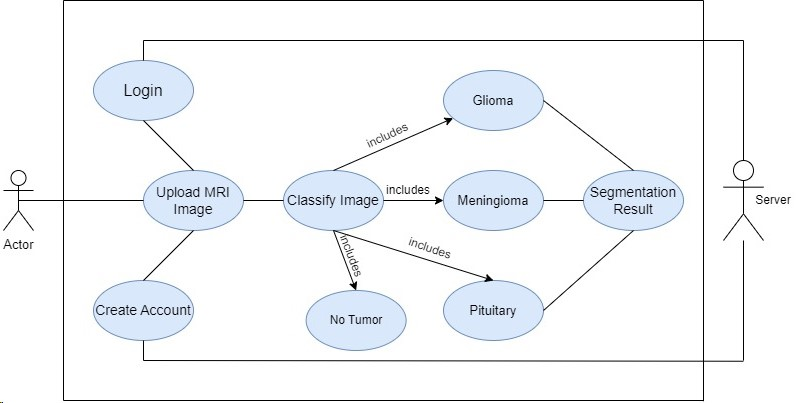 Login
Glioma
includes
Upload MRI
Image
Classify Image
includes
Meningioma
Segmentation
Result
Server
Actor
includes
includes
Create Account
No Tumor
Pituitary